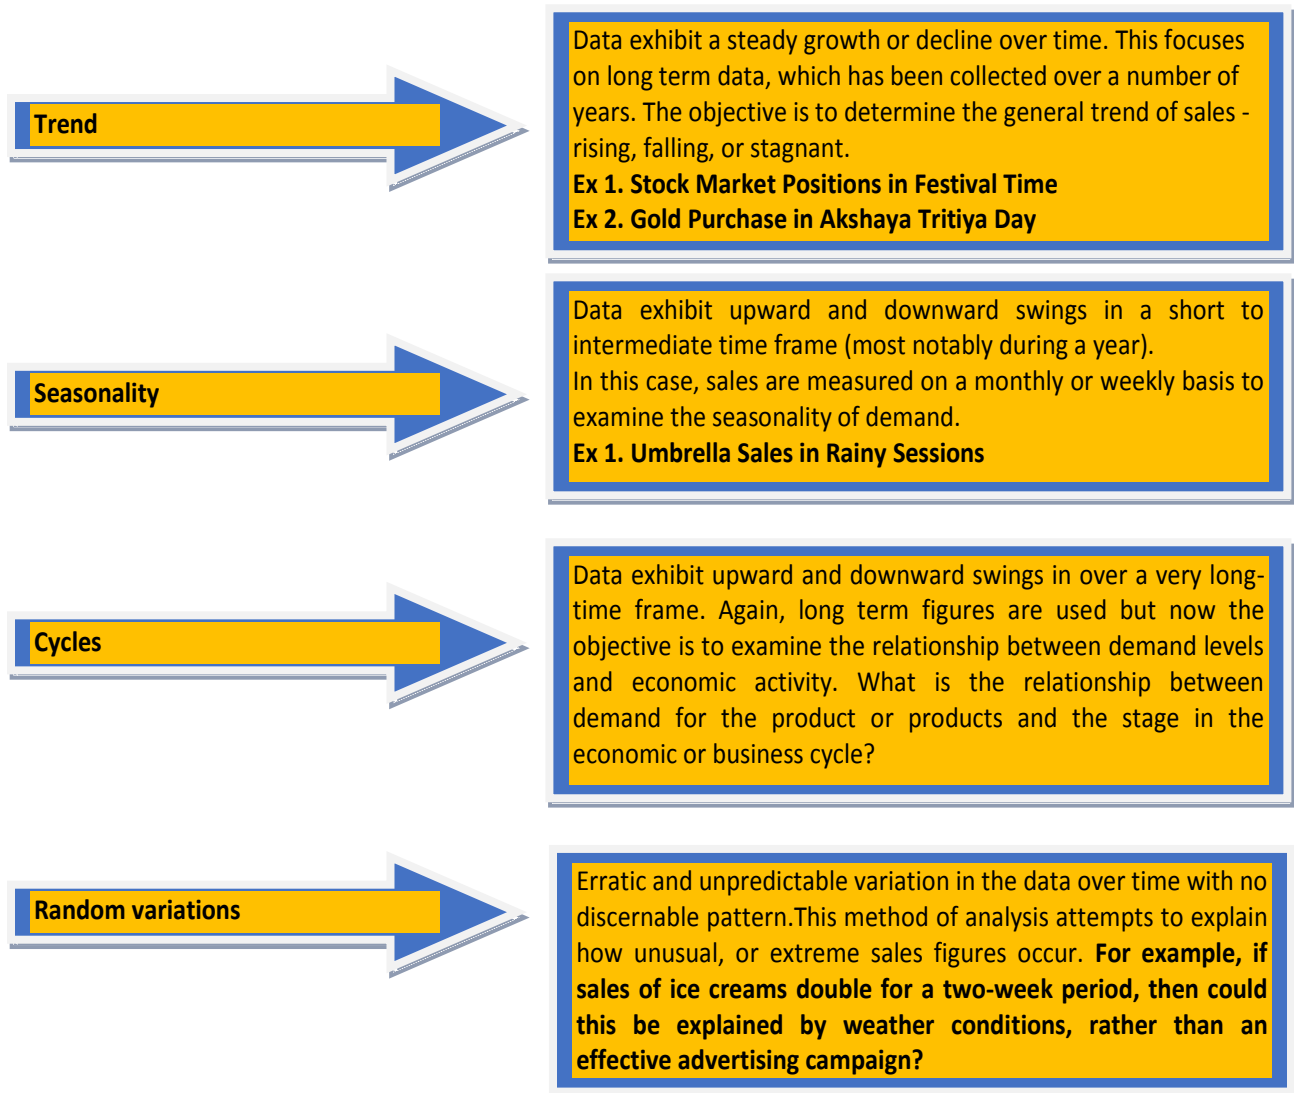 Trend
Data exhibit a steady growth or decline over time. This focuses
on long term data, which has been collected over a number of
years. The objective is to determine the general trend of sales -
rising, falling, or stagnant.
Ex 1. Stock Market Positions in Festival Time
Ex 2. Gold Purchase in Akshaya Tritiya Day
Seasonality
Data exhibit upward and downward swings in a short to
intermediate time frame (most notably during a year).
In this case, sales are measured on a monthly or weekly basis to
examine the seasonality of demand.
Ex 1. Umbrella Sales in Rainy Sessions
Cycles
Data exhibit upward and downward swings in over a very long-
time frame. Again, long term figures are used but now the
objective is to examine the relationship between demand levels
and economic activity. What is the relationship between
demand for the product or products and the stage in the
economic or business cycle?
Random variations
Erratic and unpredictable variation in the data over time with no
discernable pattern.This method of analysis attempts to explain
how unusual, or extreme sales figures occur. For example, if
sales of ice creams double for a two-week period, then could
this be explained by weather conditions, rather than an
effective advertising campaign?